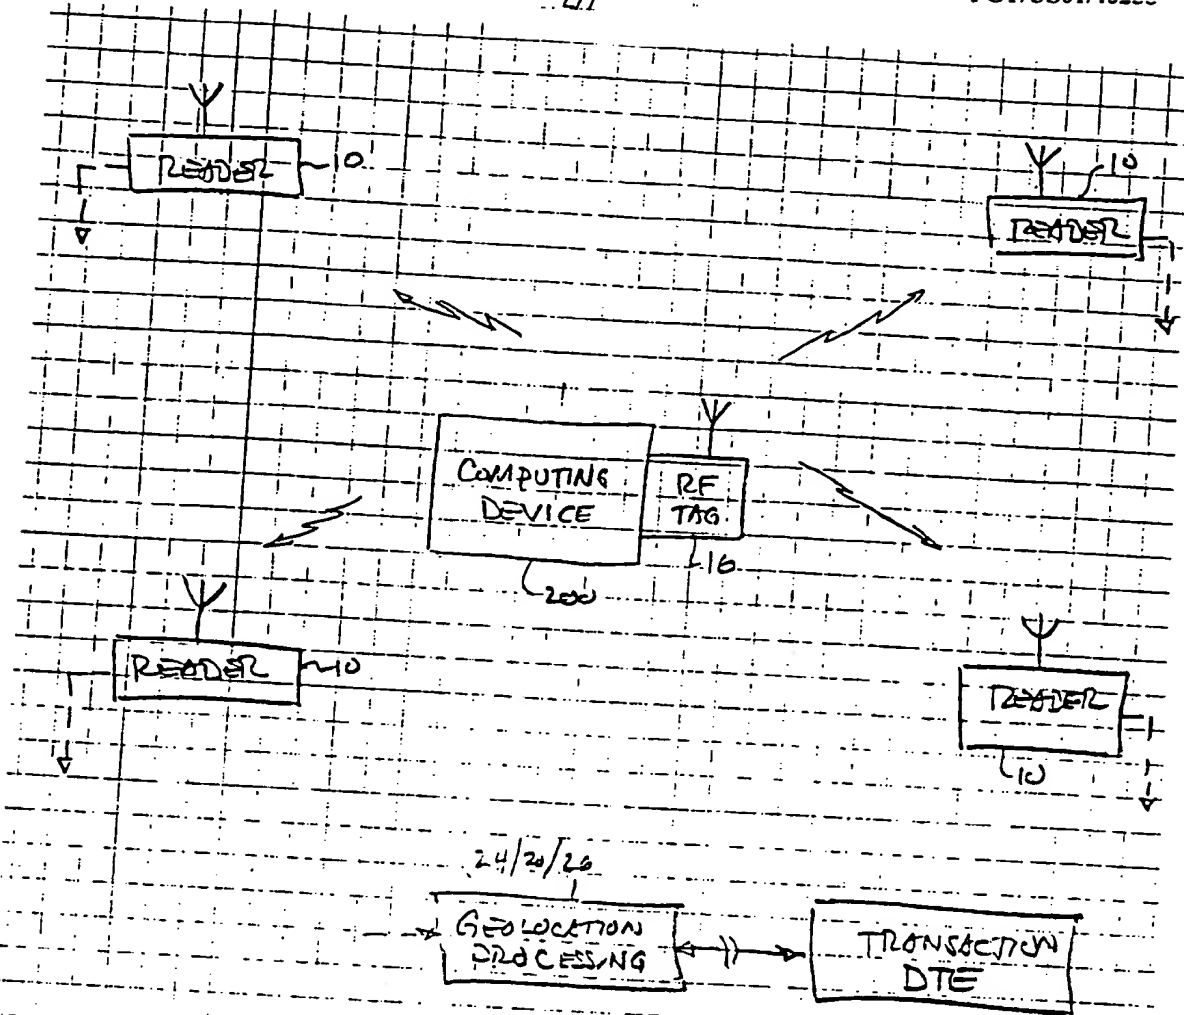 READER
10
10
READER
COMPUTING
DEVICE
RF
TAG
16
200
READER
10
READER
10
24/20/26
GEOLOCATION
PROCESSING
TRANSACTION
DTE